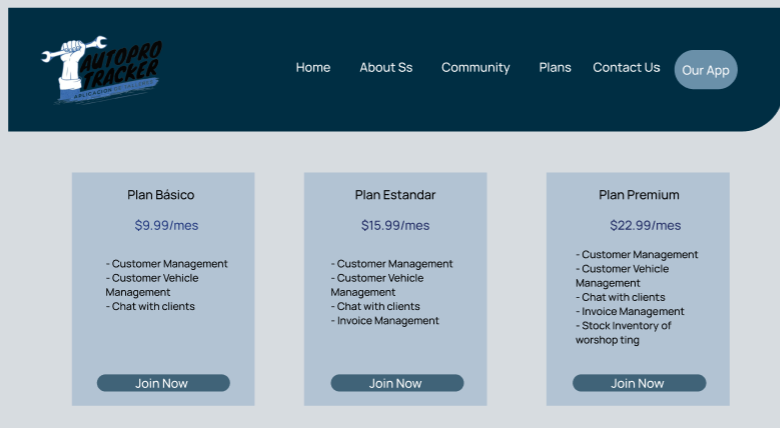 AUTOPRO
TRACKER
Home
About Ss
Community
Plans
Contact Us
Our App
Plan Básico
$9.99/mes
- Customer Management
- Customer Vehicle
Management
- Chat with clients
Join Now
Plan Estandar
$15.99/mes
- Customer Management
- Customer Vehicle
Management
- Chat with clients
- Invoice Management
Join Now
Plan Premium
$22.99/mes
- Customer Management
- Customer Vehicle
Management
- Chat with clients
- Invoice Management
- Stock Inventory of
worshop ting
Join Now